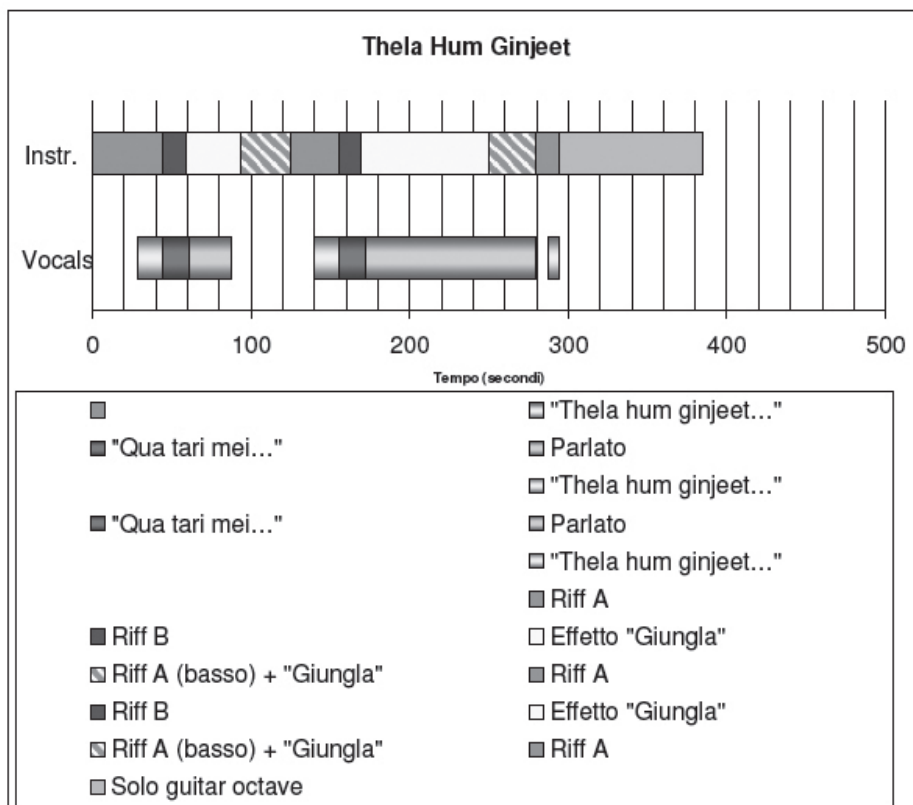 Thela Hum Ginjeet
Instr.
Vocals
0 100 200 300 400 500
Tempo (secondi)
"Thela hum ginjeet..."
"Qua tari mei..." Parlato
"Thela hum ginjeet..."
"Qua tari mei..." Parlato
"Thela hum ginjeet..."
Riff A
Riff B Effetto "Giungla"
Riff A (basso) + "Giungla" Riff A
Riff B Effetto "Giungla"
Riff A (basso) + "Giungla" Riff A
Solo guitar octave